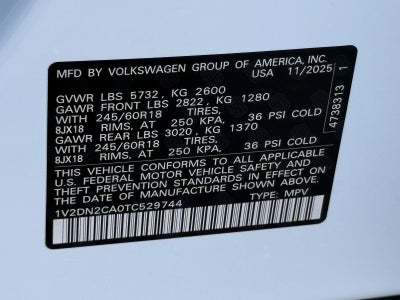 MFD BY VOLKSWAGEN GROUP OF AMERICA, INC.
USA 11/2025
GVWR LBS 5732, KG 2600
GAWR FRONT LBS 2822, KG 1280
WITH 245/60R18 TIRES,
8JX18 RIMS, AT 250 KPA. 36 PSI COLD
GAWR REAR LBS 3020, KG 1370
WITH 245/60R18 TIRES,
8JX18 RIMS, AT 250 KPA. 36 PSI COLD
THIS VEHICLE CONFORMS TO ALL APPLICABLE
FEDERAL MOTOR VEHICLE SAFETY AND
THEFT PREVENTION STANDARDS IN EFFECT ON
THE DATE OF MANUFACTURE SHOWN ABOVE.
1V2DN2CA0TC529744 TYPE: MPV
4738313 1